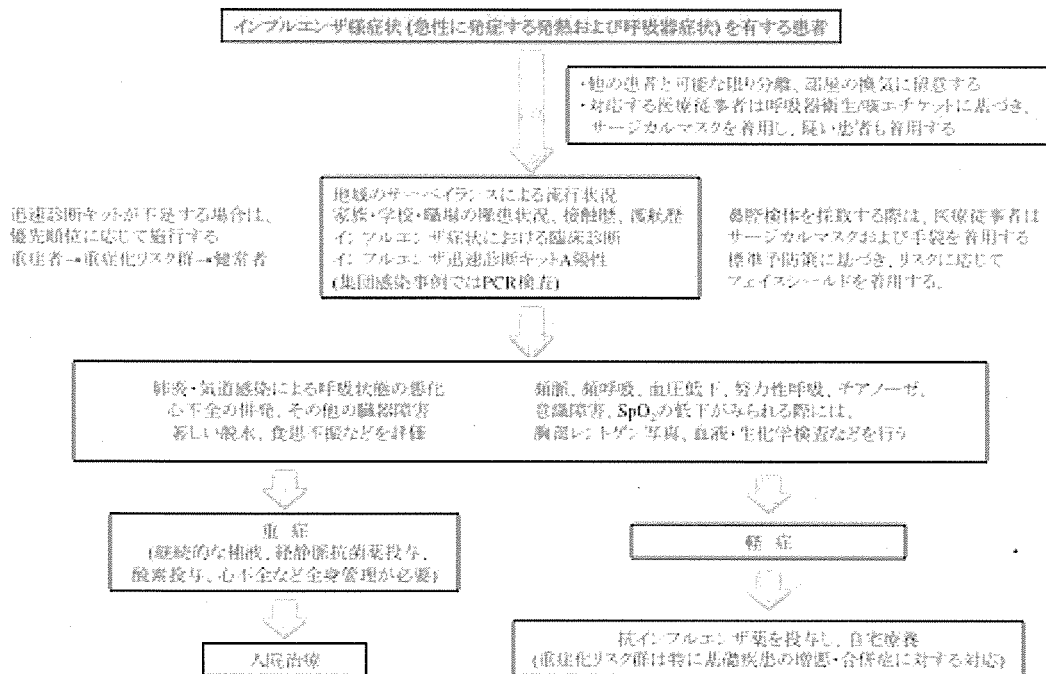 インフルエンザ様症状 (急性に発症する発熱および呼吸器症状) を有する患者
・他の患者と可能な限り分離、部屋の換気に留意する
・対応する医療従事者は呼吸器衛生/咳エチケットに基づき、
サージカルマスクを着用し、疑い患者も着用する
迅速診断キットが不足する場合は、
優先順位に応じて施行する
重症者→重症化リスク群→健常者
地域のサーベイランスによる流行状況
家族・学校・職場の罹患状況、接触歴、渡航歴
インフルエンザ症状における臨床診断
インフルエンザ迅速診断キットA陽性
(集団感染事例ではPCR検査)
鼻腔検体を採取する際は、医療従事者は
サージカルマスクおよび手袋を着用する
標準予防策に基づき、リスクに応じて
フェイスシールドを着用する。
肺炎・気道感染による呼吸状態の悪化
心不全の併発、その他の臓器障害
著しい脱水、食思不振などを評価
頻脈、頻呼吸、血圧低下、努力性呼吸、チアノーゼ、
意識障害、SpO₂の低下がみられる際には、
胸部レントゲン写真、血液・生化学検査などを行う
重 症
(継続的な補液、経静脈抗菌薬投与、
酸素投与、心不全など全身管理が必要)
軽 症
入院治療
抗インフルエンザ薬を投与し、自宅療養
(重症化リスク群は特に基礎疾患の増悪・合併症に対する対応)